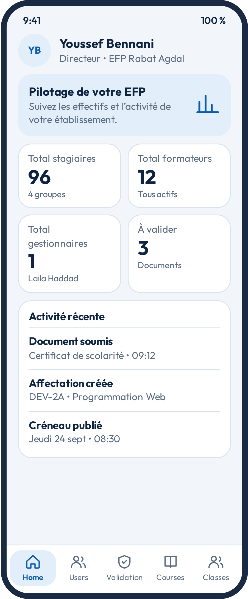 9:41 100 %
YB
Youssef Bennani
Directeur • EFP Rabat Agdal
Pilotage de votre EFP
Suivez les effectifs et l'activité de
votre établissement.
Total stagiaires
96
4 groupes
Total formateurs
12
Tous actifs
Total
gestionnaires
1
Laila Haddad
À valider
3
Documents
Activité récente
Document soumis
Certificat de scolarité • 09:12
Affectation créée
DEV-2A • Programmation Web
Créneau publié
Jeudi 24 sept • 08:30
Home Users Validation Courses Classes